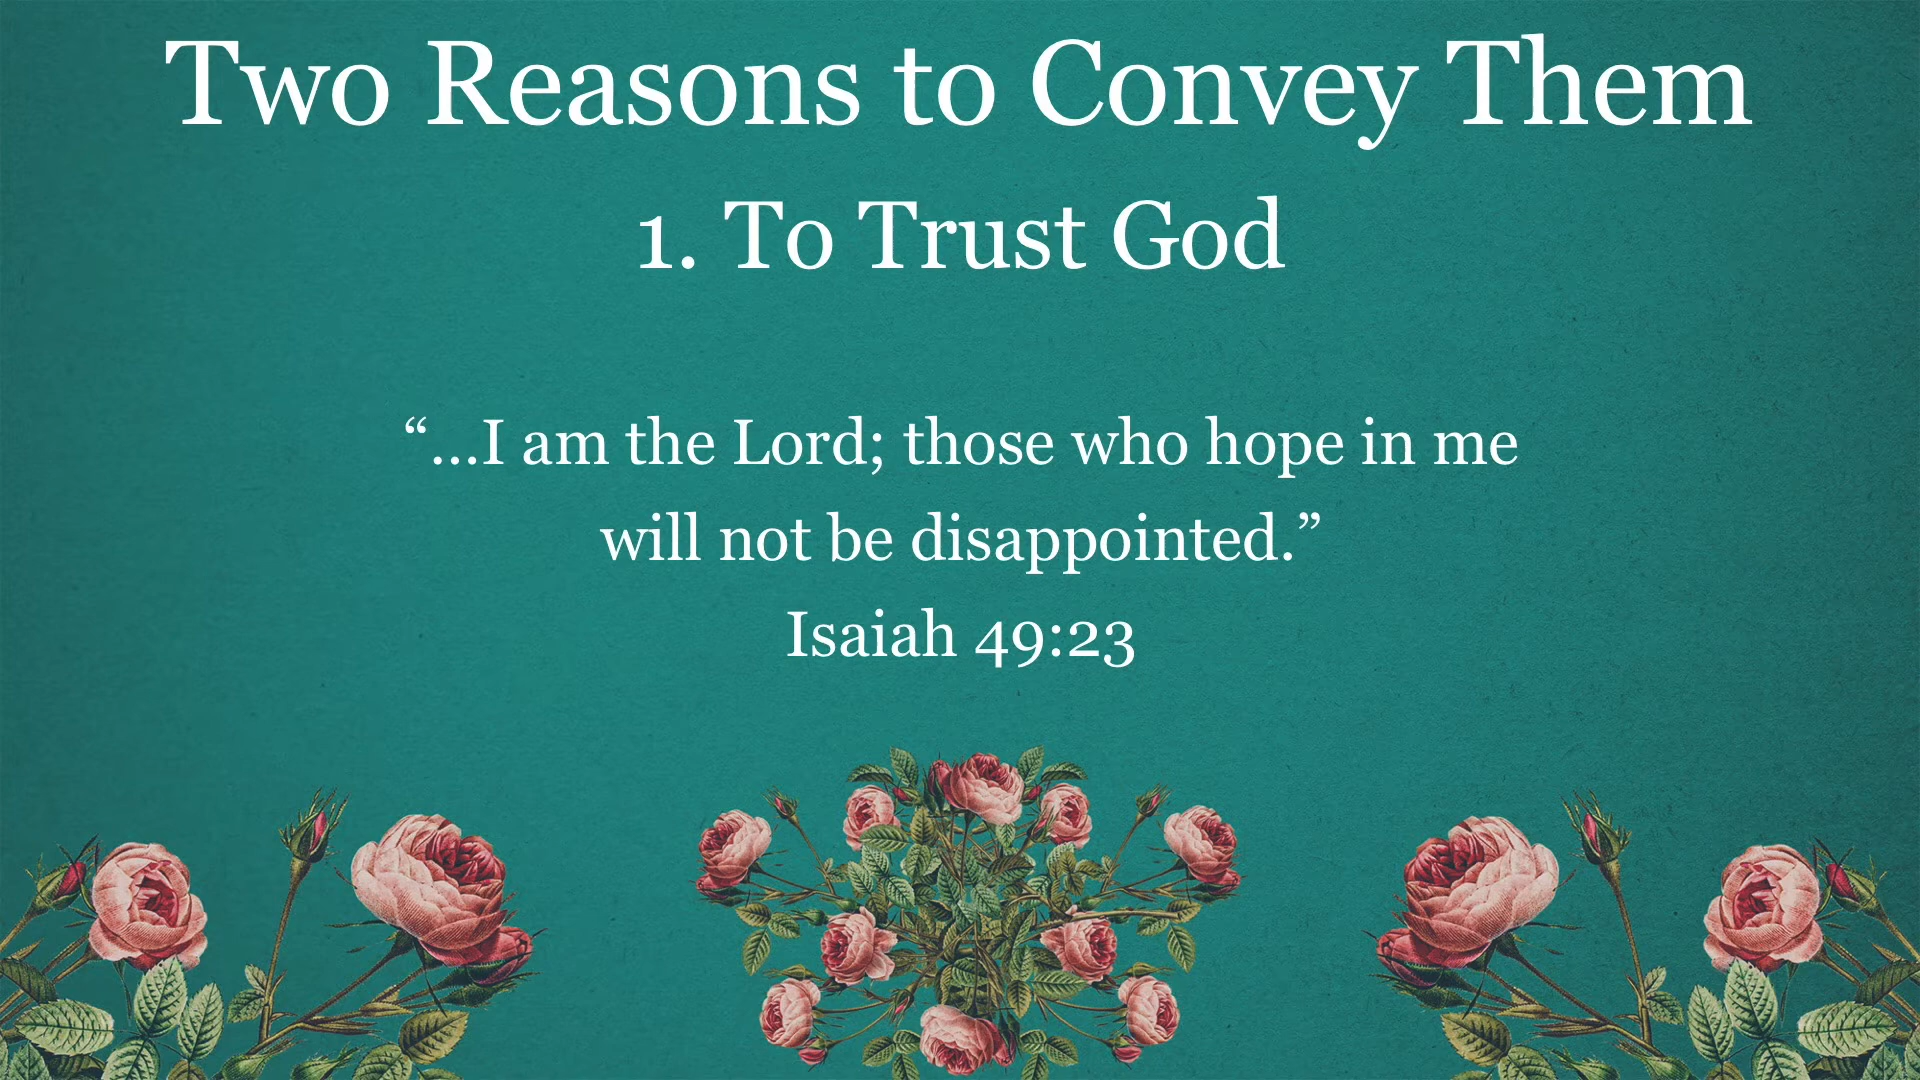 Two Reasons to Convey Them
1. To Trust God
“...I am the Lord; those who hope in me
will not be disappointed.”
Isaiah 49:23